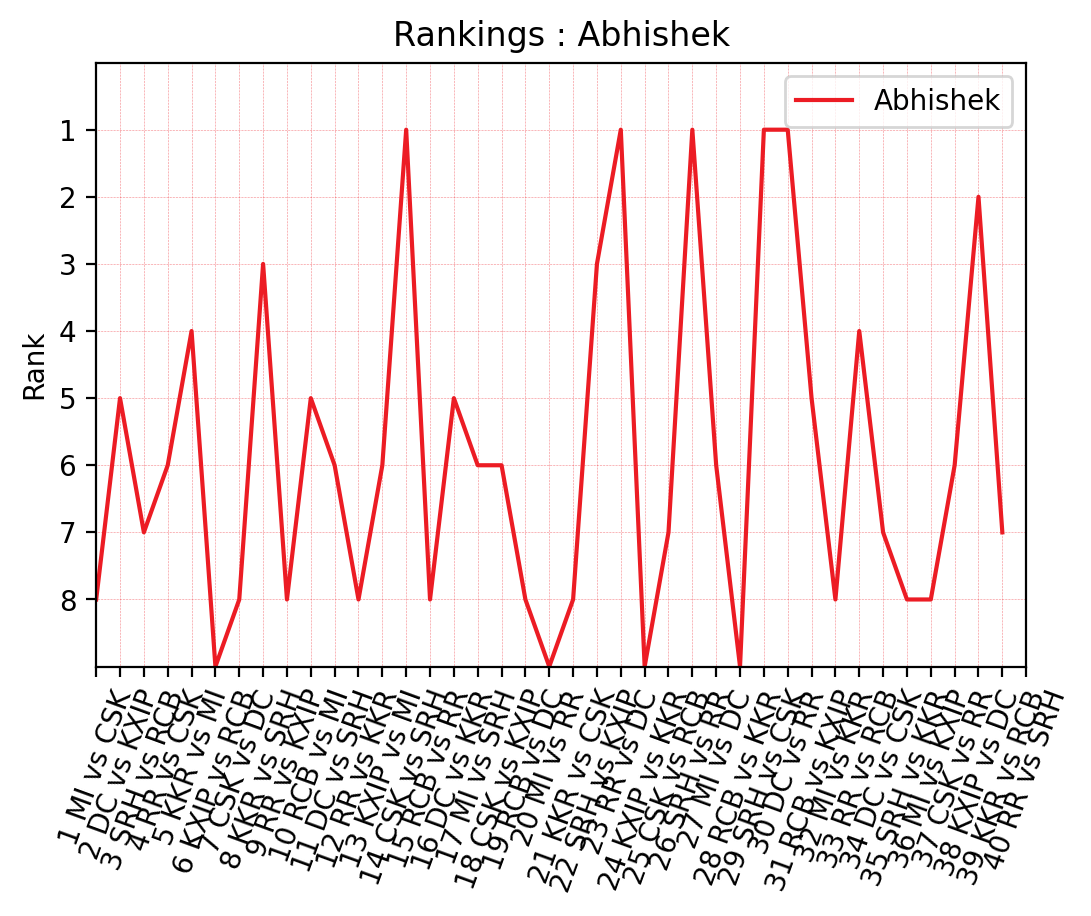 Rankings : Abhishek
Abhishek
Rank
1
2
3
4
5
6
7
8
1 MI vs CSK
2 DC vs KXIP
3 SRH vs RCB
4 RR vs CSK
5 KKR vs MI
6 KXIP vs RCB
7 CSK vs DC
8 KKR vs SRH
9 RR vs KXIP
10 RCB vs MI
11 DC vs SRH
12 RR vs KKR
13 KXIP vs MI
14 CSK vs SRH
15 RCB vs RR
16 DC vs KKR
17 MI vs SRH
18 CSK vs KXIP
19 RCB vs DC
20 MI vs RR
21 KKR vs CSK
22 SRH vs KXIP
23 RR vs DC
24 KXIP vs KKR
25 CSK vs RCB
26 SRH vs RR
27 MI vs DC
28 RCB vs KKR
29 SRH vs CSK
30 DC vs RR
31 RCB vs KXIP
32 MI vs KKR
33 RR vs RCB
34 DC vs CSK
35 SRH vs KKR
36 MI vs KXIP
37 CSK vs RR
38 KXIP vs DC
39 KKR vs RCB
40 RR vs SRH